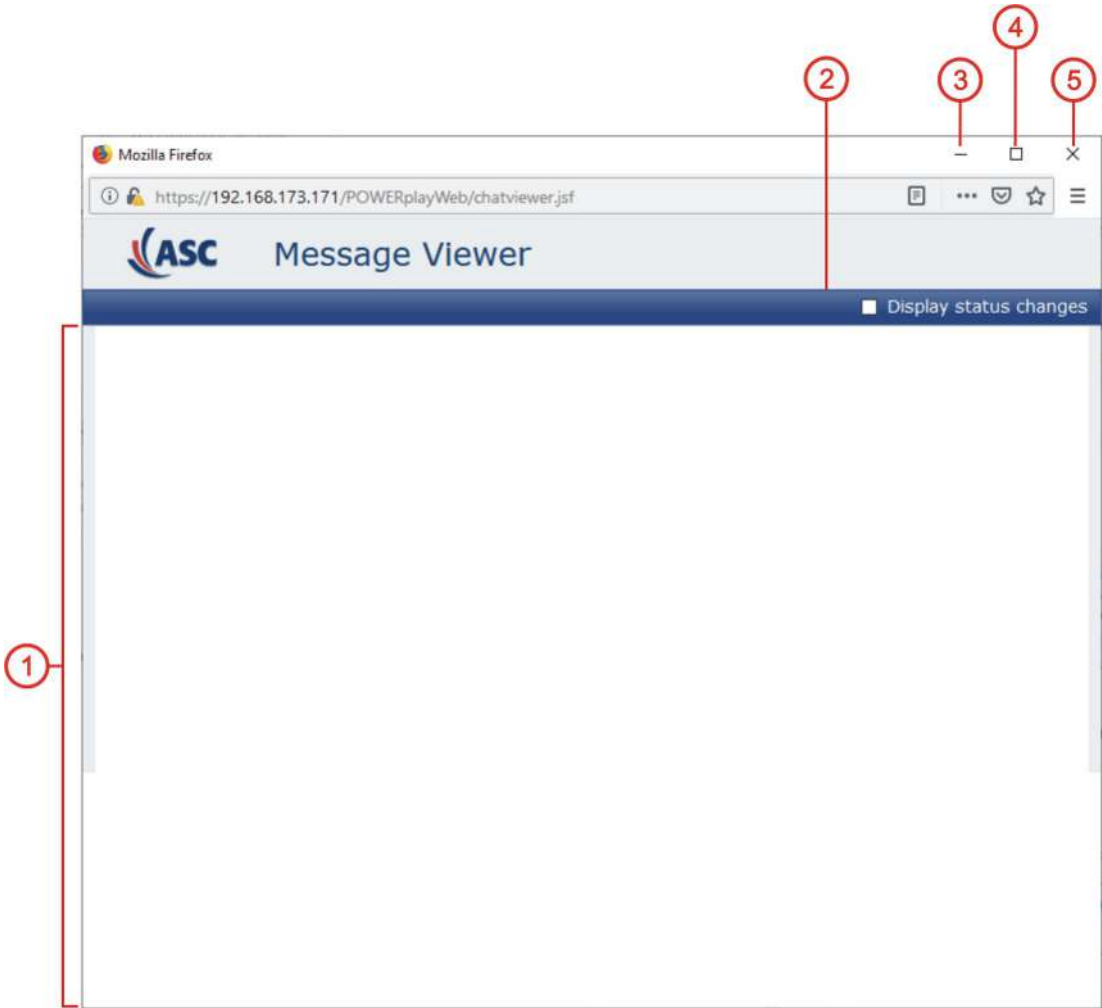 4
2
3
5
Mozilla Firefox
https://192.168.173.171/POWERplayWeb/chatviewer.jsf
ASC Message Viewer
Display status changes
1